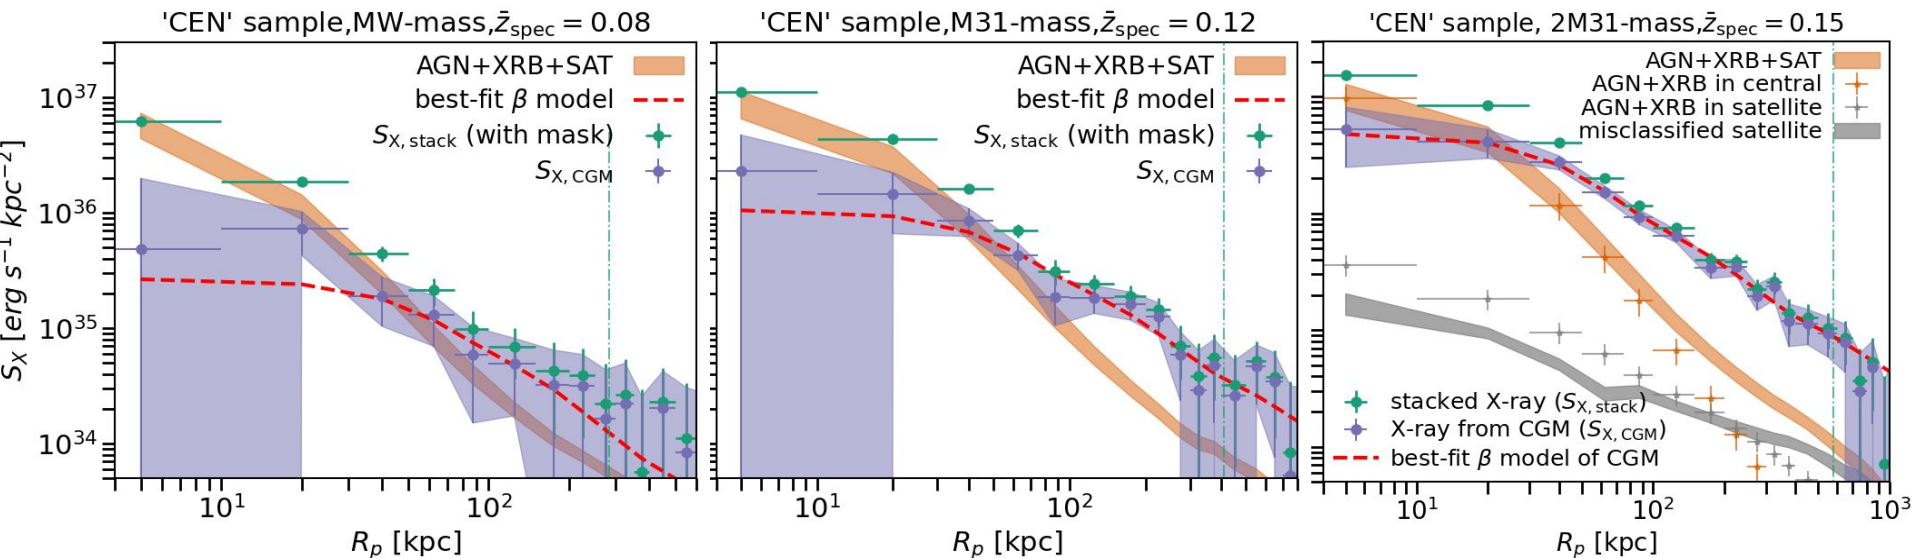 'CEN' sample,MW-mass,z̄spec = 0.08
AGN+XRB+SAT
best-fit β model
SX, stack (with mask)
SX, CGM
10^37
10^36
10^35
10^34
SX [erg s−1 kpc−2]
10^1
10^2
Rp [kpc]
'CEN' sample,M31-mass,z̄spec = 0.12
AGN+XRB+SAT
best-fit β model
SX, stack (with mask)
SX, CGM
10^1
10^2
Rp [kpc]
'CEN' sample, 2M31-mass,z̄spec = 0.15
AGN+XRB+SAT
AGN+XRB in central
AGN+XRB in satellite
misclassified satellite
stacked X-ray (SX, stack)
X-ray from CGM (SX, CGM)
best-fit β model of CGM
10^1
10^2
10^3
Rp [kpc]